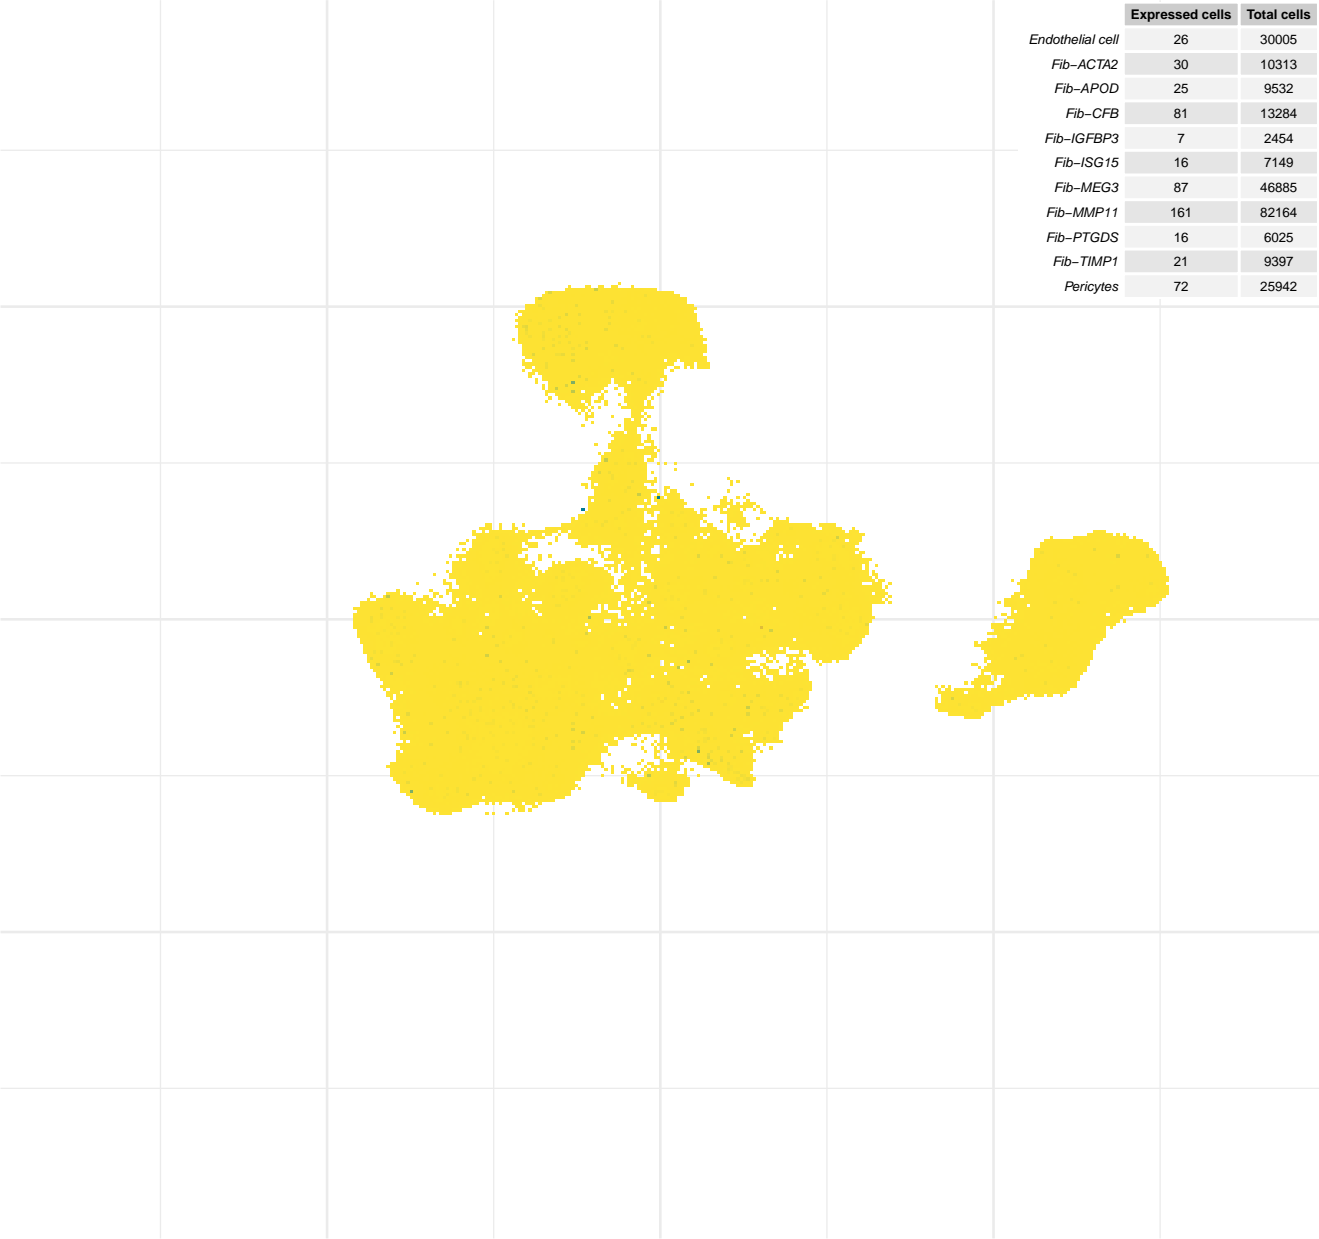 Expressed cells Total cells
Endothelial cell 26 30005
Fib−ACTA2 30 10313
Fib−APOD 25 9532
Fib−CFB 81 13284
Fib−IGFBP3 7 2454
Fib−ISG15 16 7149
Fib−MEG3 87 46885
Fib−MMP11 161 82164
Fib−PTGDS 16 6025
Fib−TIMP1 21 9397
Pericytes 72 25942